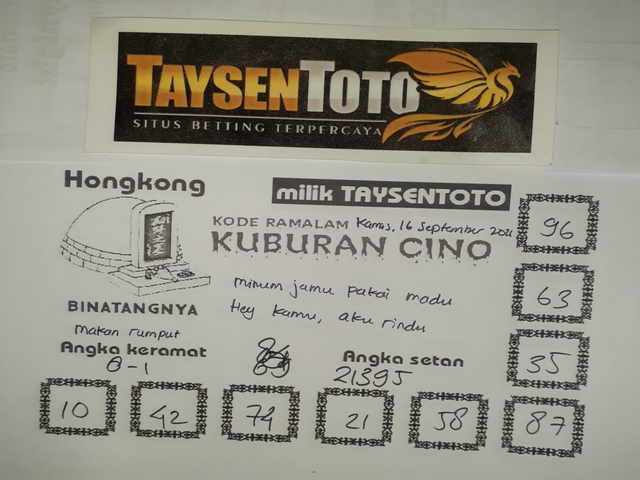 TAYSENTOTO
SITUS BETTING TERPERCAYA
Hongkong
milik TAYSENTOTO
KODE RAMALAM Kamis, 16 September 2021
KUBURAN CINO
96
minum jamu pakai madu
Hey kamu, aku rindu
63
BINATANGNYA
makan rumput
Angka keramat
8-1
Angka setan
21395
35
10
42
74
21
58
87